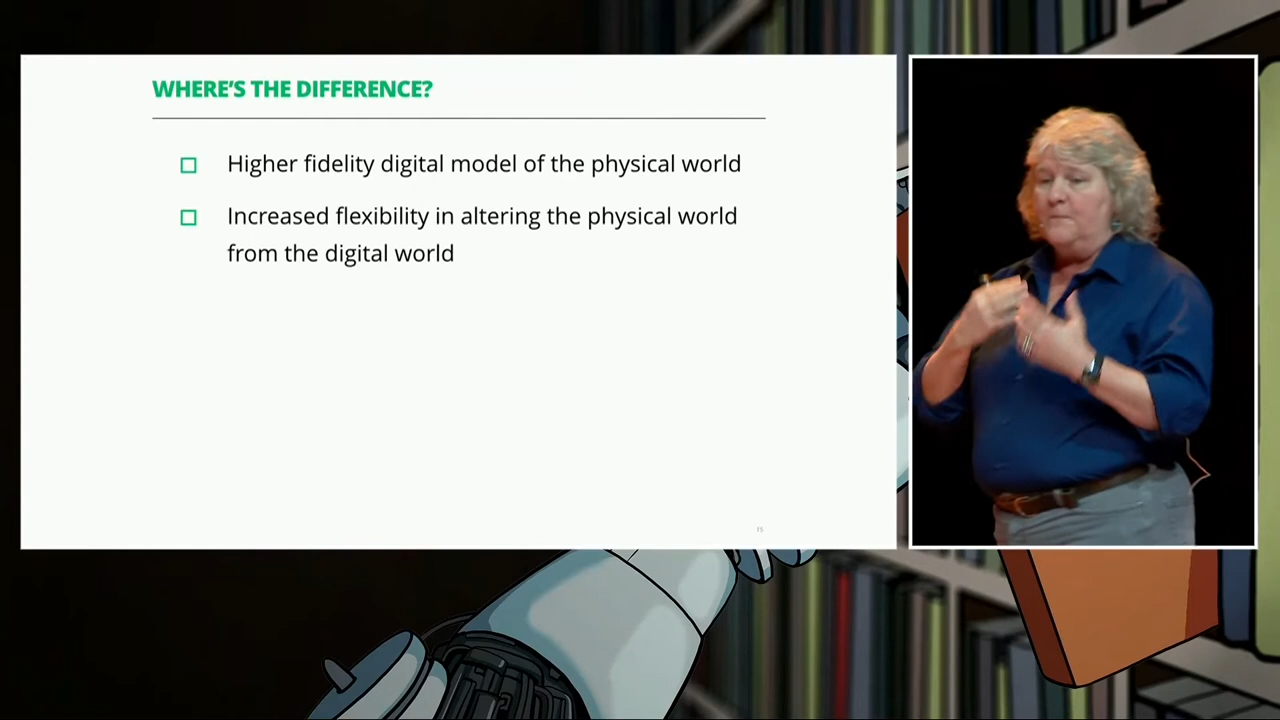 WHERE'S THE DIFFERENCE?
Higher fidelity digital model of the physical world
Increased flexibility in altering the physical world
from the digital world
15